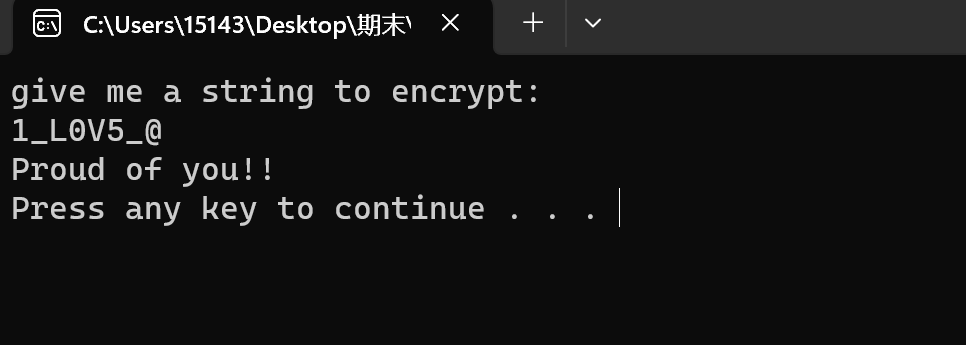 C:\Users\15143\Desktop\期末\
give me a string to encrypt:
1_L0V5_@
Proud of you!!
Press any key to continue . . .